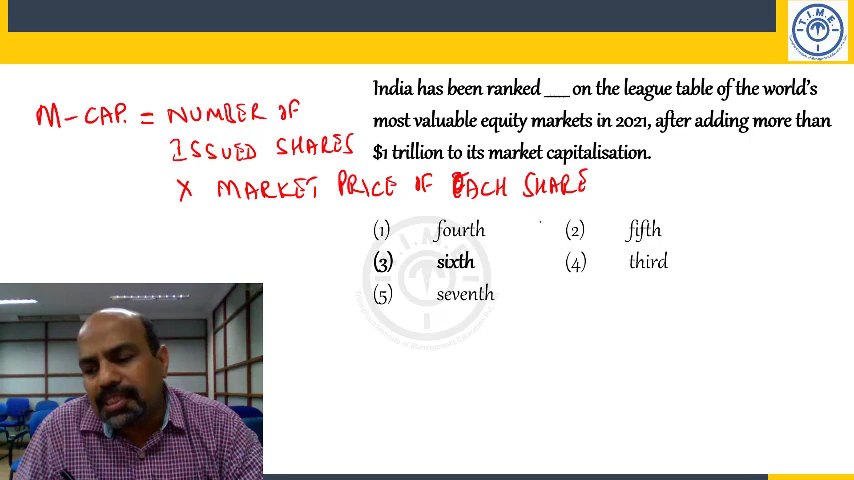 T.I.M.E.
India has been ranked ___ on the league table of the world's
most valuable equity markets in 2021, after adding more than
$1 trillion to its market capitalisation.
M-CAP. = NUMBER OF
ISSUED SHARES
X MARKET PRICE OF EACH SHARE
(1) fourth (2) fifth
(3) sixth (4) third
(5) seventh
T.I.M.E.